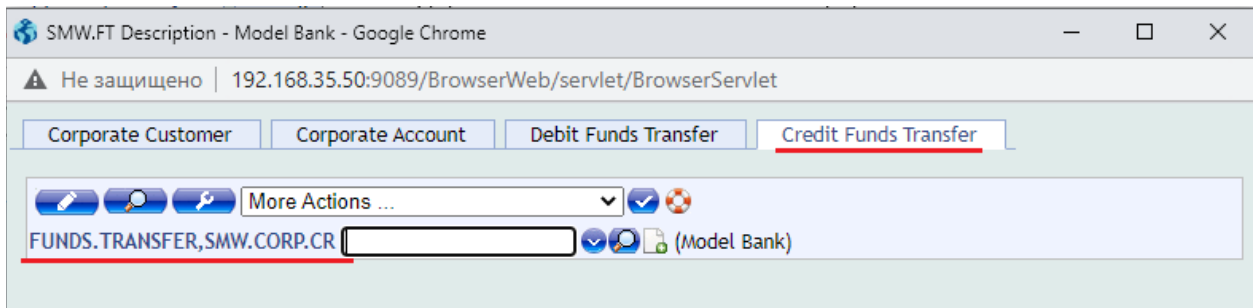 SMW.FT Description - Model Bank - Google Chrome
Не защищено | 192.168.35.50:9089/BrowserWeb/servlet/BrowserServlet
Corporate Customer Corporate Account Debit Funds Transfer Credit Funds Transfer
More Actions ...
FUNDS.TRANSFER,SMW.CORP.CR (Model Bank)